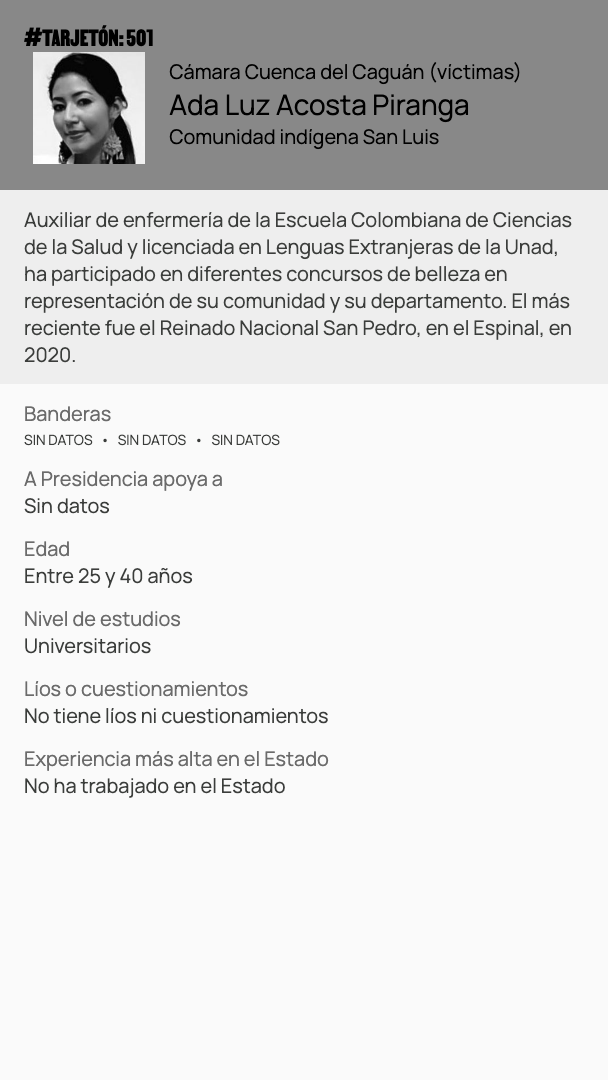 #TARJETÓN: 501
Cámara Cuenca del Caguán (víctimas)
Ada Luz Acosta Piranga
Comunidad indígena San Luis
Auxiliar de enfermería de la Escuela Colombiana de Ciencias
de la Salud y licenciada en Lenguas Extranjeras de la Unad,
ha participado en diferentes concursos de belleza en
representación de su comunidad y su departamento. El más
reciente fue el Reinado Nacional San Pedro, en el Espinal, en
2020.
Banderas
SIN DATOS • SIN DATOS • SIN DATOS
A Presidencia apoya a
Sin datos
Edad
Entre 25 y 40 años
Nivel de estudios
Universitarios
Líos o cuestionamientos
No tiene líos ni cuestionamientos
Experiencia más alta en el Estado
No ha trabajado en el Estado